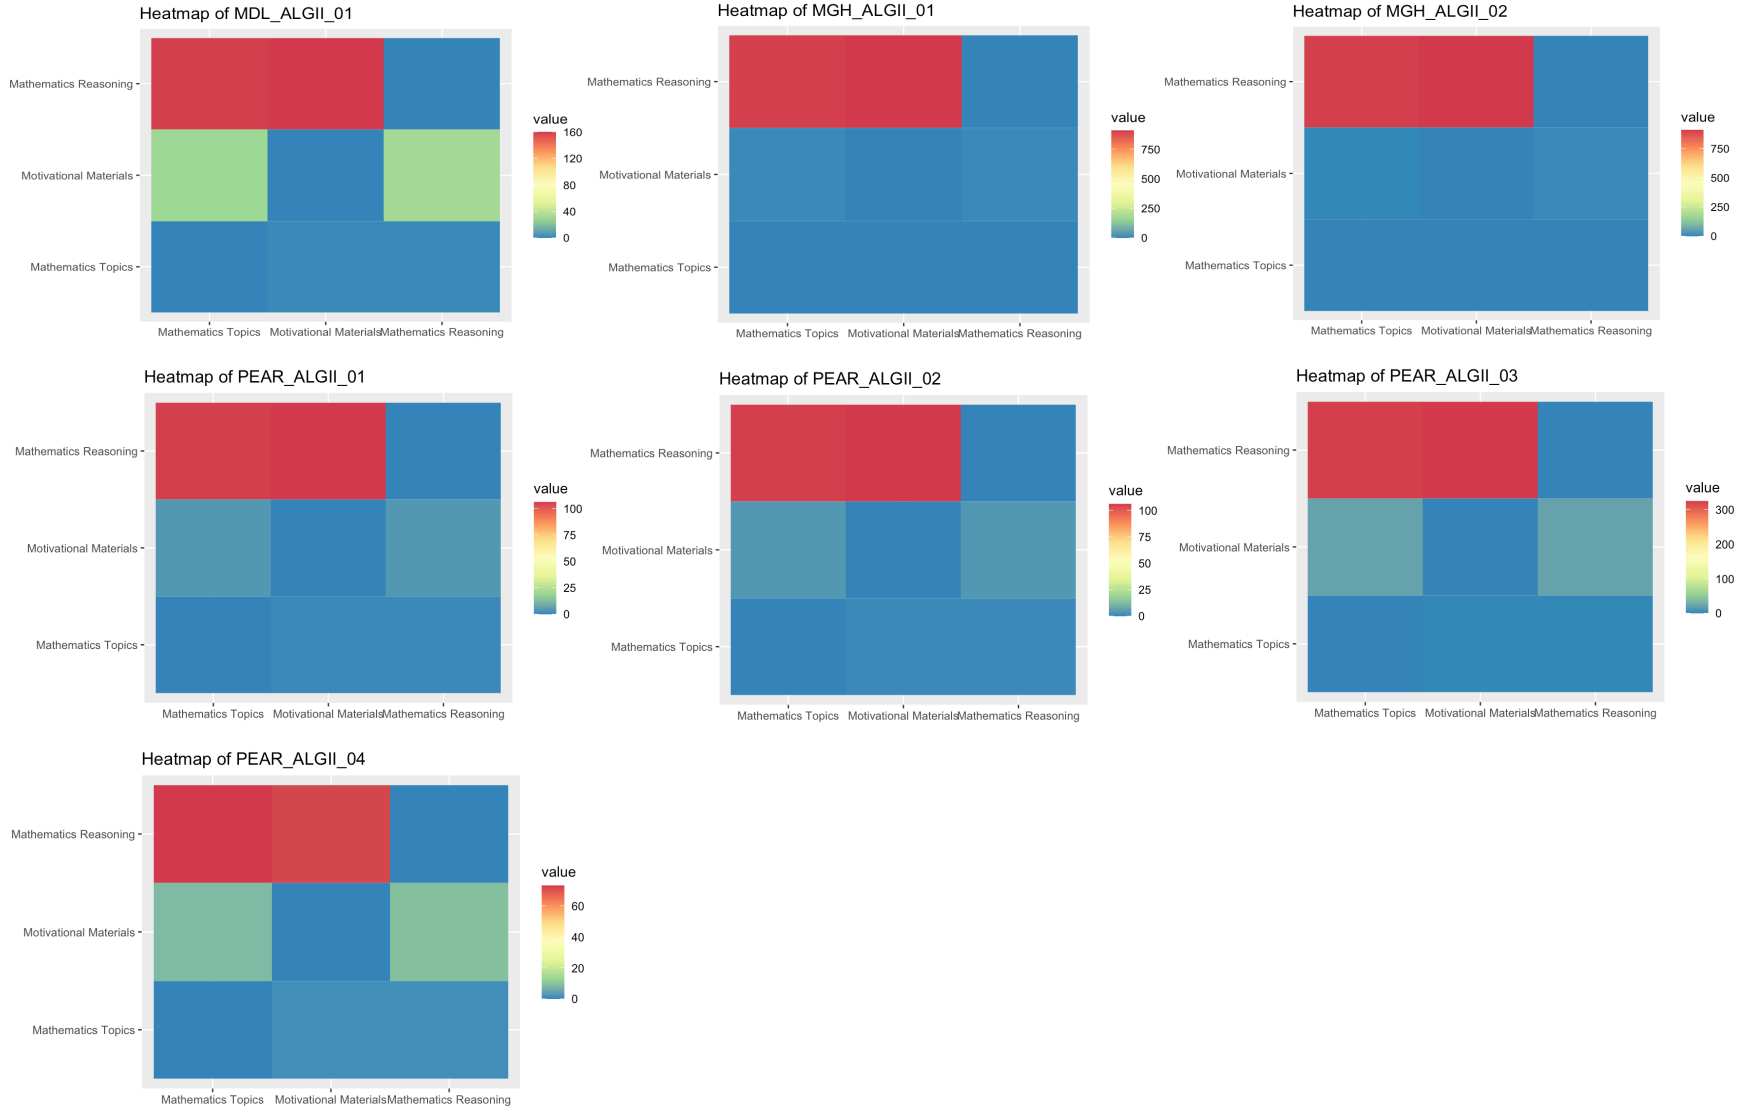 Heatmap of MDL_ALGII_01
Mathematics Reasoning
Motivational Materials
Mathematics Topics
Mathematics Topics Motivational Materials Mathematics Reasoning
value
160
120
80
40
0
Heatmap of MGH_ALGII_01
Mathematics Reasoning
Motivational Materials
Mathematics Topics
Mathematics Topics Motivational Materials Mathematics Reasoning
value
750
500
250
0
Heatmap of MGH_ALGII_02
Mathematics Reasoning
Motivational Materials
Mathematics Topics
Mathematics Topics Motivational Materials Mathematics Reasoning
value
750
500
250
0
Heatmap of PEAR_ALGII_01
Mathematics Reasoning
Motivational Materials
Mathematics Topics
Mathematics Topics Motivational Materials Mathematics Reasoning
value
100
75
50
25
0
Heatmap of PEAR_ALGII_02
Mathematics Reasoning
Motivational Materials
Mathematics Topics
Mathematics Topics Motivational Materials Mathematics Reasoning
value
100
75
50
25
0
Heatmap of PEAR_ALGII_03
Mathematics Reasoning
Motivational Materials
Mathematics Topics
Mathematics Topics Motivational Materials Mathematics Reasoning
value
300
200
100
0
Heatmap of PEAR_ALGII_04
Mathematics Reasoning
Motivational Materials
Mathematics Topics
Mathematics Topics Motivational Materials Mathematics Reasoning
value
60
40
20
0